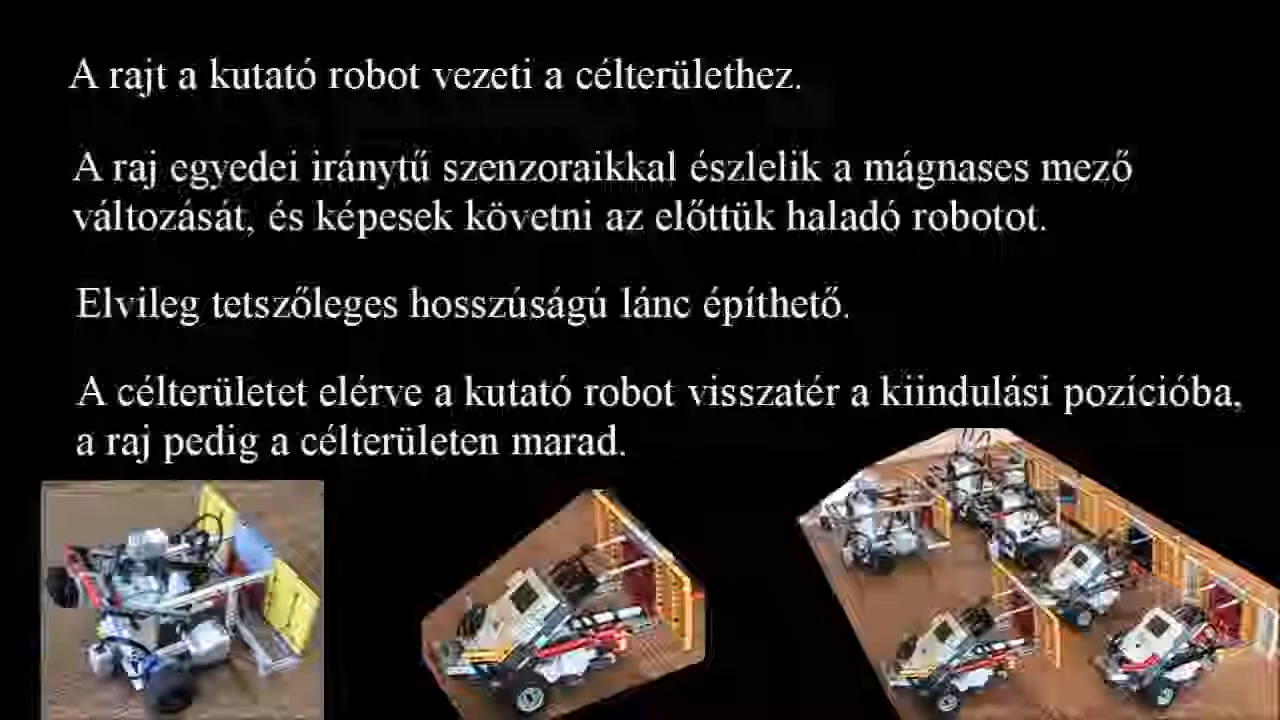 A rajt a kutató robot vezeti a célterülethez.
A raj egyedei iránytű szenzoraikkal észlelik a mágnases mező
változását, és képesek követni az előttük haladó robotot.
Elvileg tetszőleges hosszúságú lánc építhető.
A célterületet elérve a kutató robot visszatér a kiindulási pozícióba,
a raj pedig a célterületen marad.